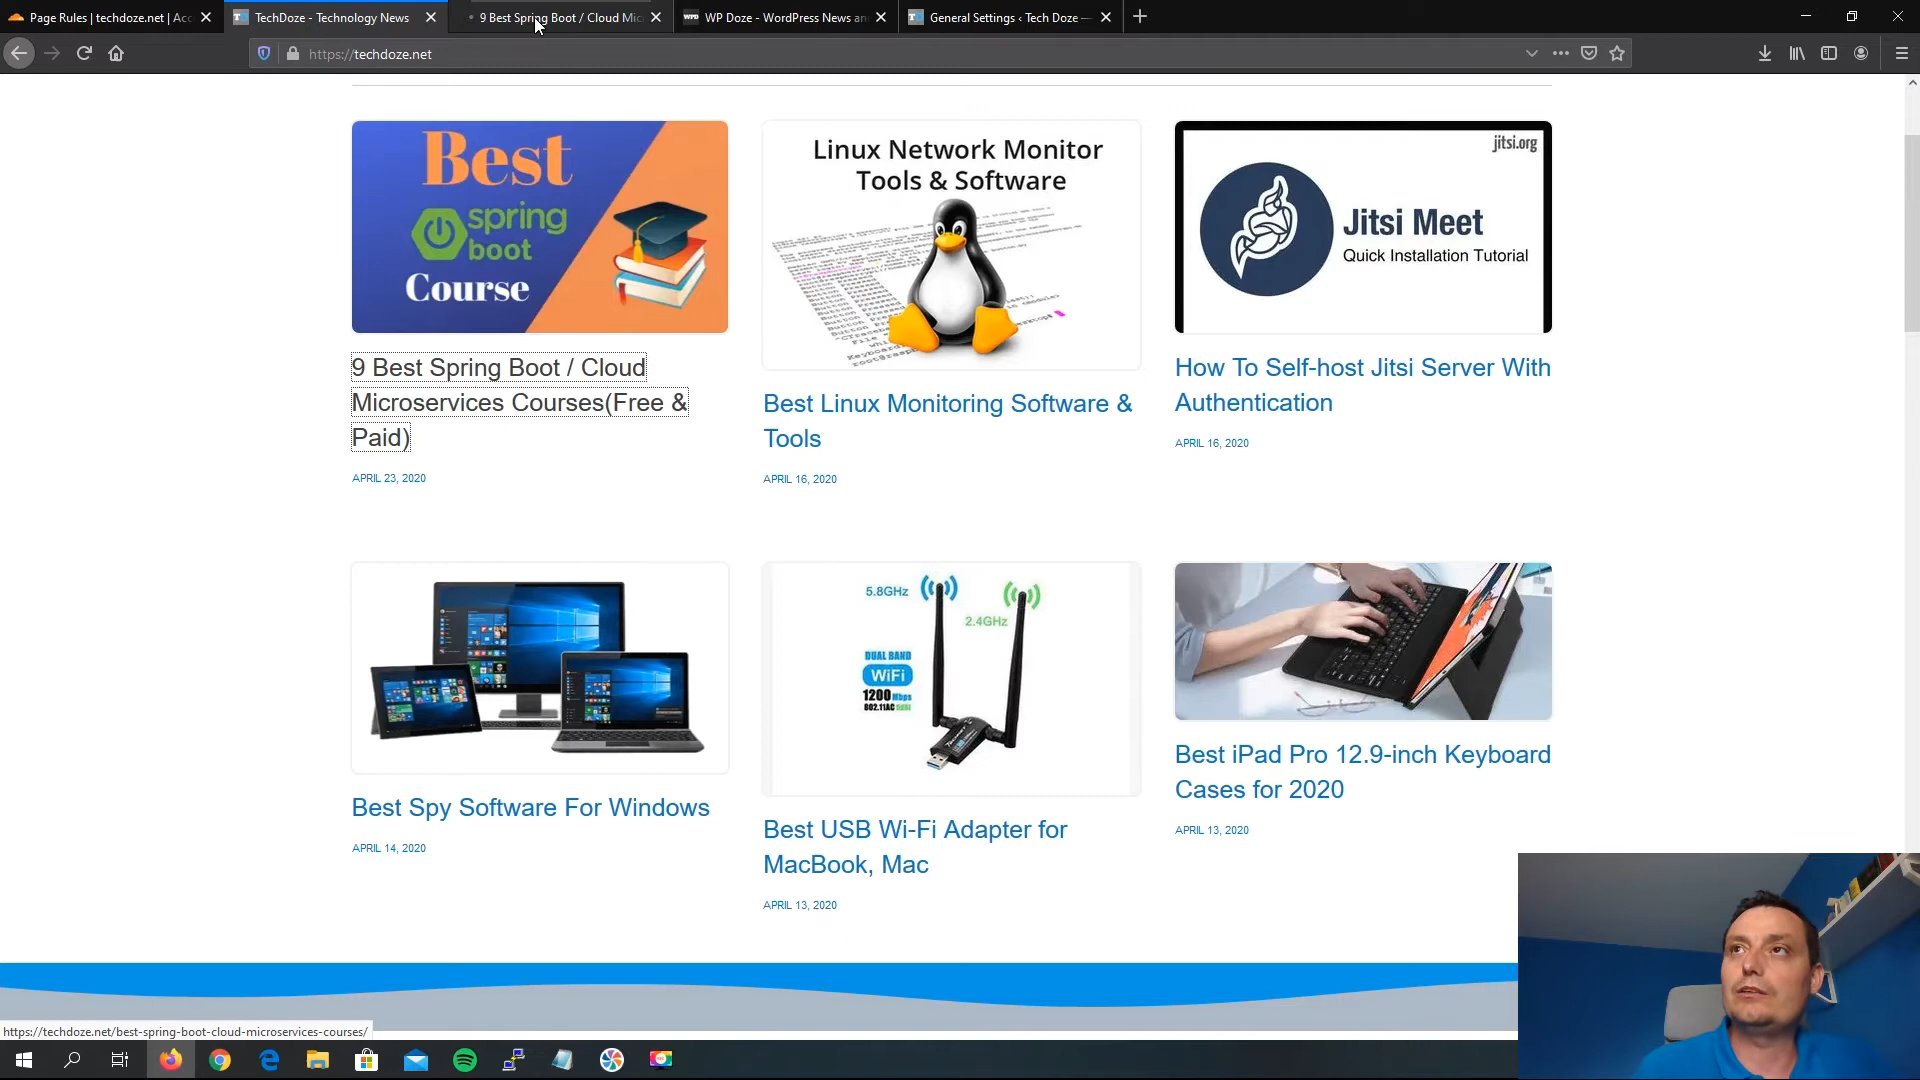 Page Rules | techdoze.net | Acc
TechDoze - Technology News
9 Best Spring Boot / Cloud Mic
WP Doze - WordPress News an
General Settings ‹ Tech Doze —
https://techdoze.net
Best
spring
boot
Course
Linux Network Monitor
Tools & Software
jitsi.org
Jitsi Meet
Quick Installation Tutorial
9 Best Spring Boot / Cloud
Microservices Courses(Free &
Paid)
APRIL 23, 2020
Best Linux Monitoring Software &
Tools
APRIL 16, 2020
How To Self-host Jitsi Server With
Authentication
APRIL 16, 2020
5.8GHz
2.4GHz
DUAL BAND
WiFi
1200 Mbps
802.11AC 5dBi
Best Spy Software For Windows
APRIL 14, 2020
Best USB Wi-Fi Adapter for
MacBook, Mac
APRIL 13, 2020
Best iPad Pro 12.9-inch Keyboard
Cases for 2020
APRIL 13, 2020
https://techdoze.net/best-spring-boot-cloud-microservices-courses/